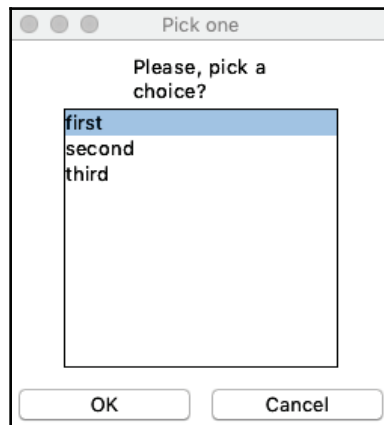 Pick one
Please, pick a
choice?
first
second
third
OK
Cancel